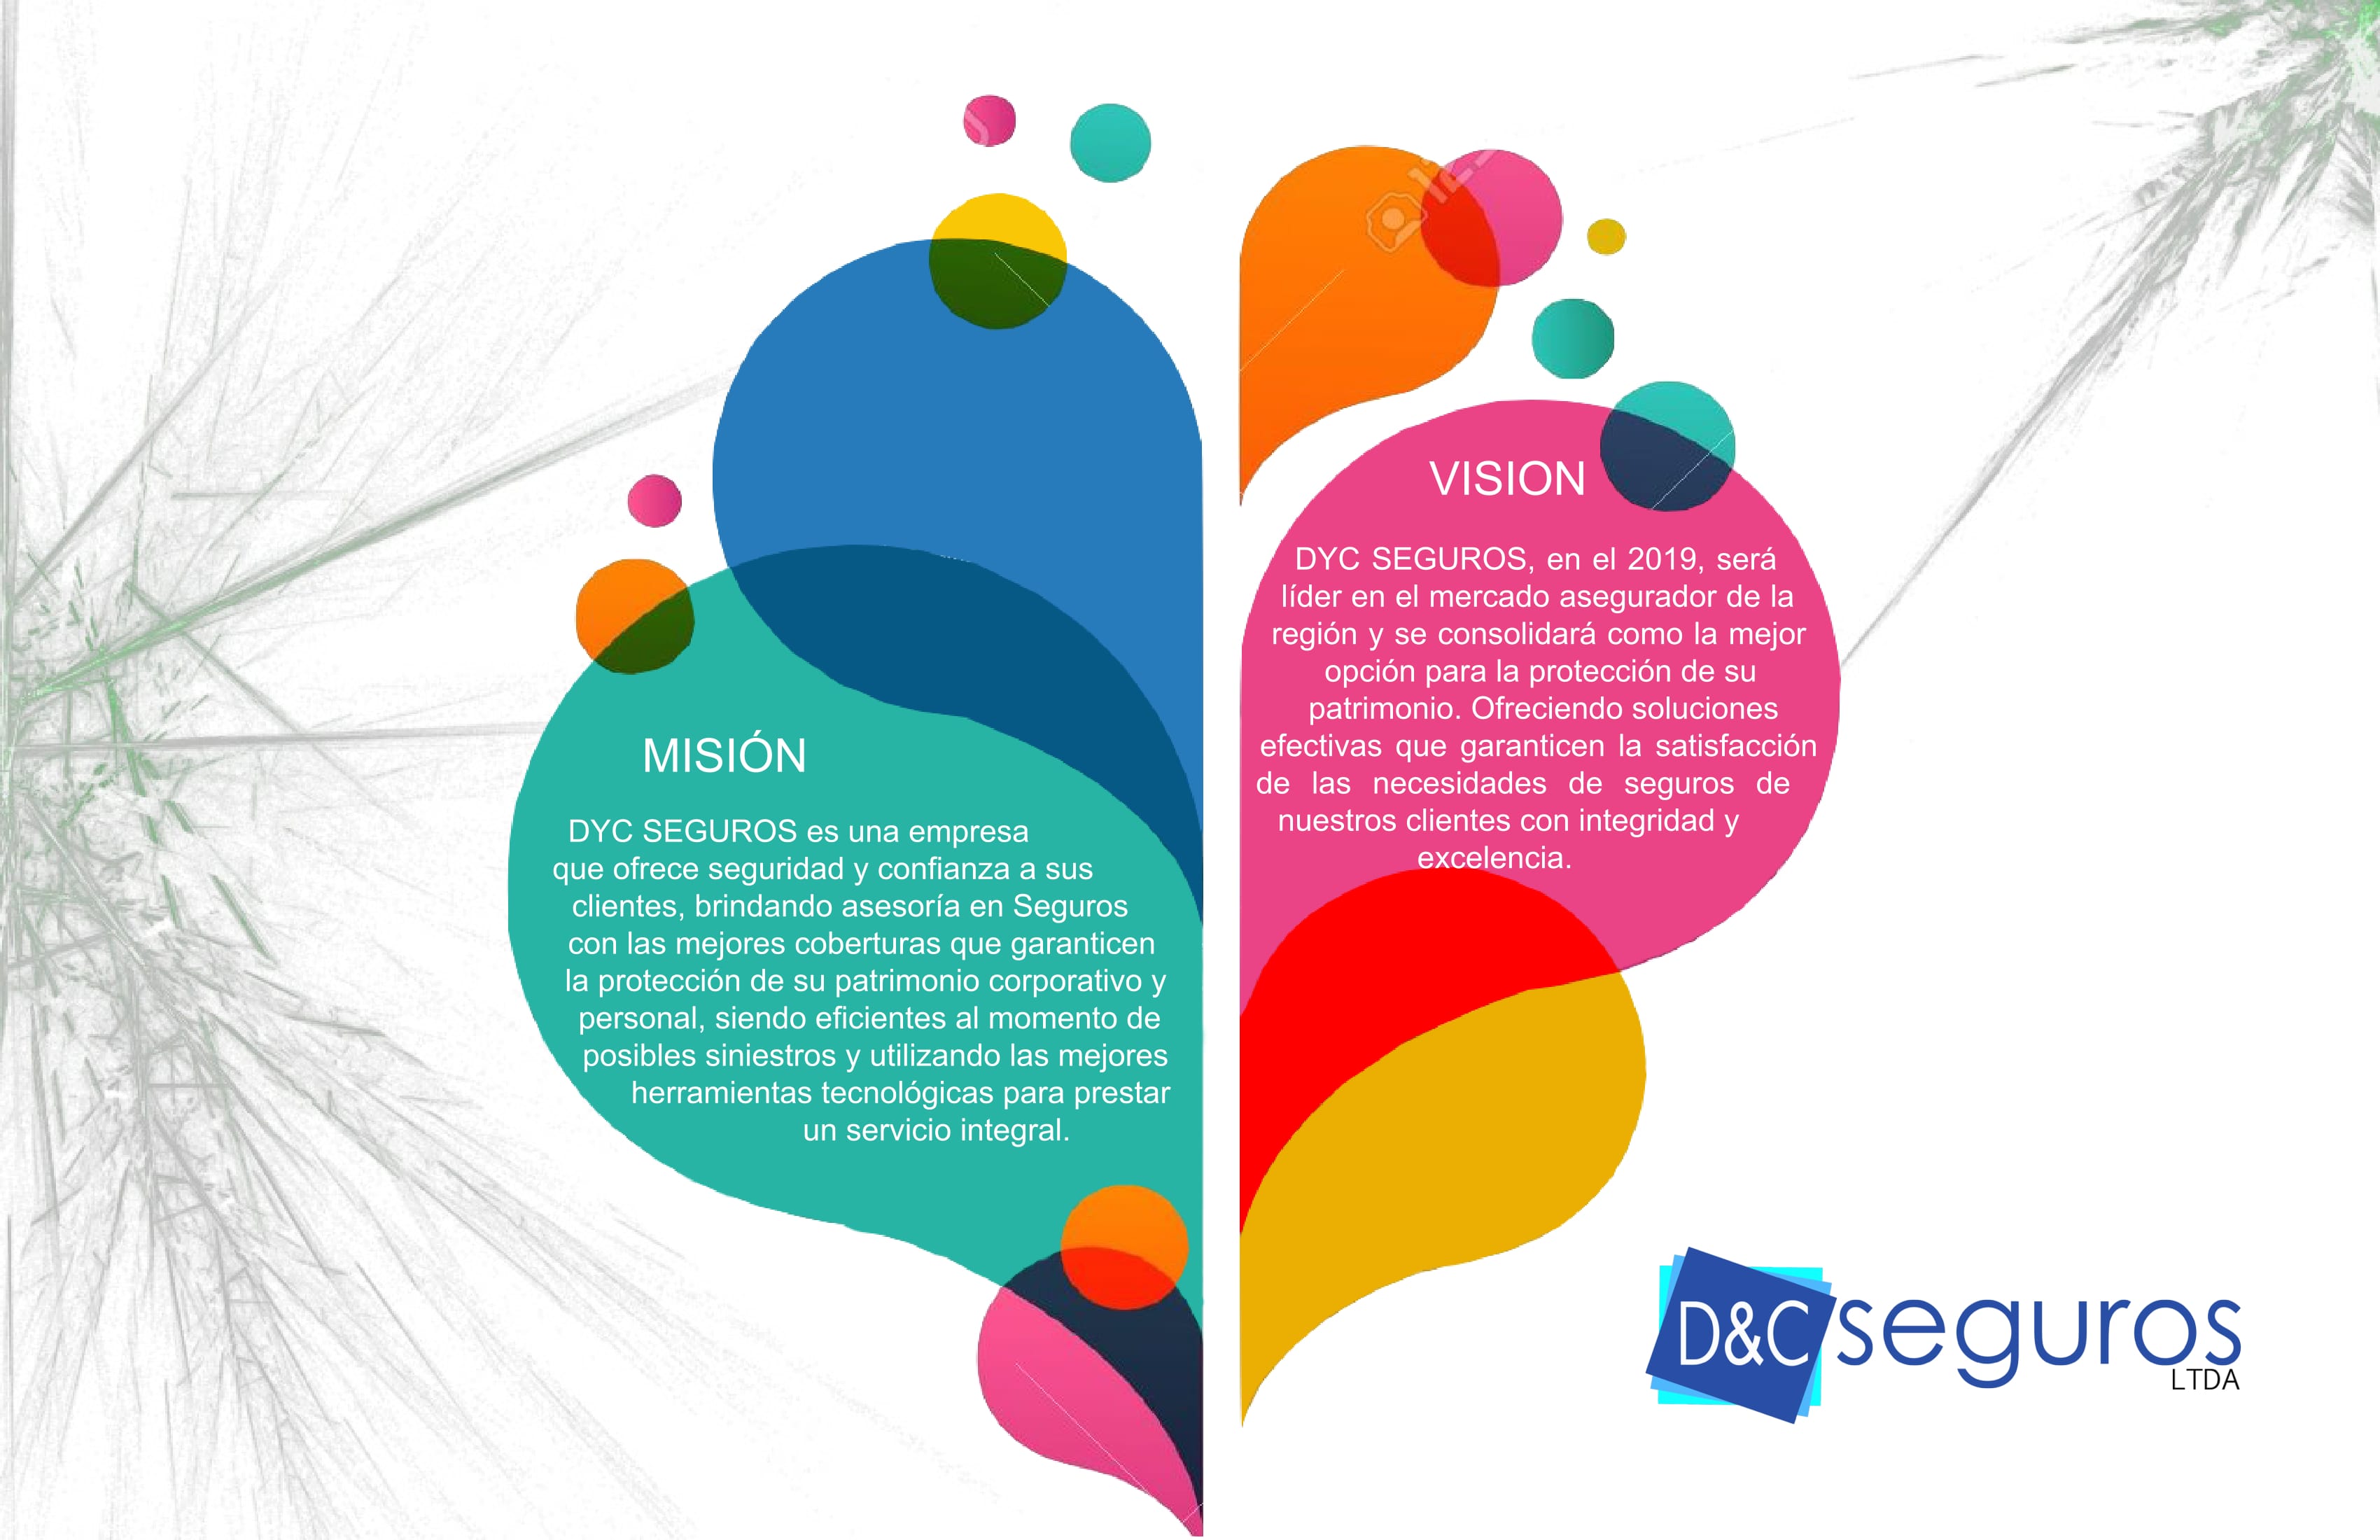 MISIÓN
DYC SEGUROS es una empresa
que ofrece seguridad y confianza a sus
clientes, brindando asesoría en Seguros
con las mejores coberturas que garanticen
la protección de su patrimonio corporativo y
personal, siendo eficientes al momento de
posibles siniestros y utilizando las mejores
herramientas tecnológicas para prestar
un servicio integral.
VISION
DYC SEGUROS, en el 2019, será
líder en el mercado asegurador de la
región y se consolidará como la mejor
opción para la protección de su
patrimonio. Ofreciendo soluciones
efectivas que garanticen la satisfacción
de las necesidades de seguros de
nuestros clientes con integridad y
excelencia.
D&C seguros
LTDA